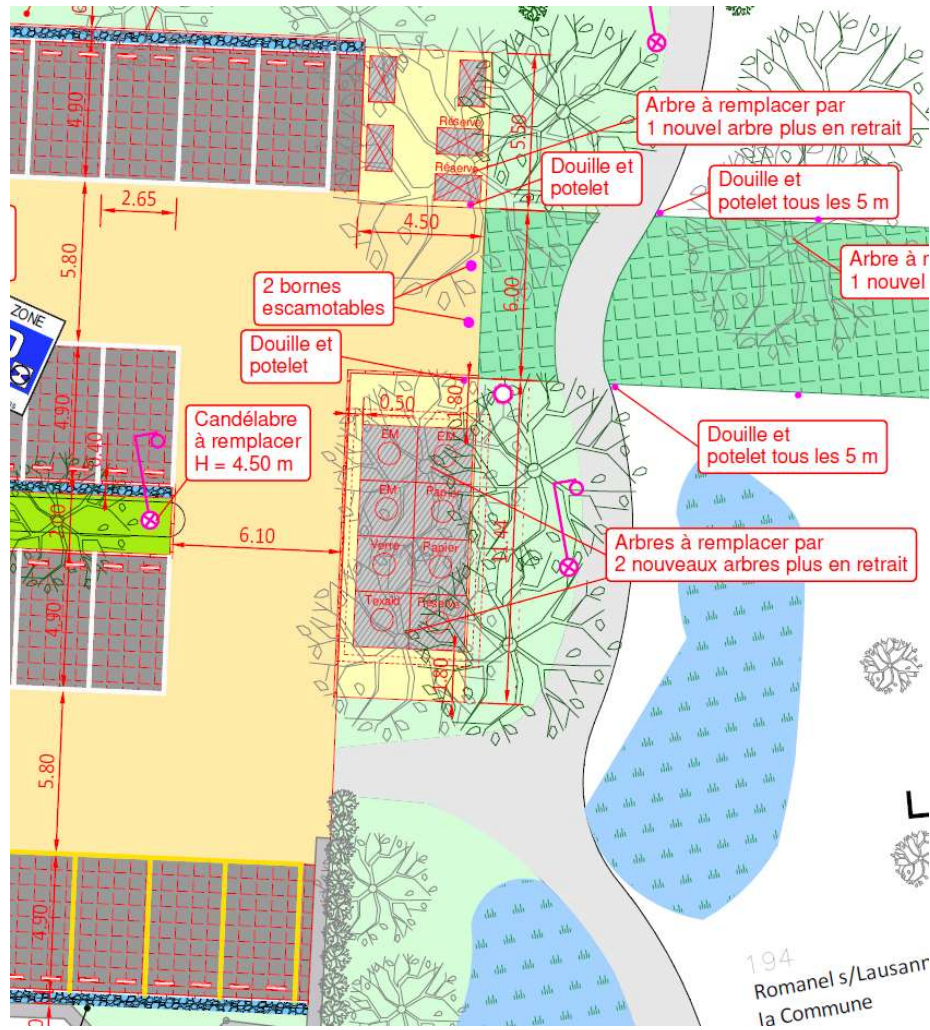 4.90
2.65
5.80
5.50
Réserve
Réserve
4.50
6.00
Arbre à remplacer par
1 nouvel arbre plus en retrait
Douille et
potelet
Douille et
potelet tous les 5 m
1 nouvel
2 bornes
escamotables
Douille et
potelet
ZONE
4.90
Candélabre
à remplacer
H = 4.50 m
0.50
1.80
EM
EM
EM
Papier
Verre
Papier
Texaid
Réserve
6.10
11.44
Douille et
potelet tous les 5 m
Arbres à remplacer par
2 nouveaux arbres plus en retrait
4.90
1.80
5.80
4.90
194
Romanel s/Lausann
la Commune